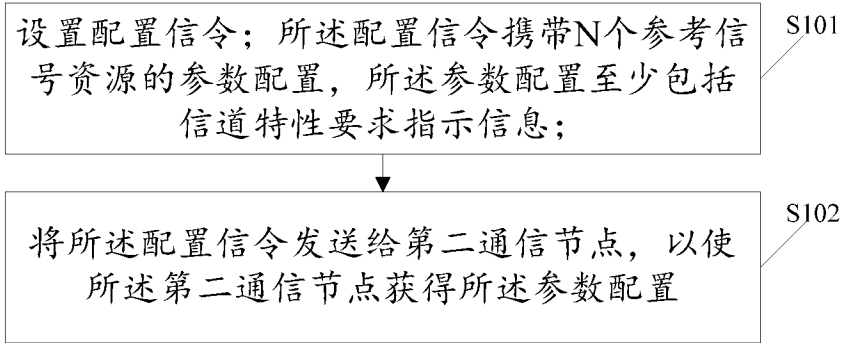 设置配置信令；所述配置信令携带N个参考信
号资源的参数配置，所述参数配置至少包括
信道特性要求指示信息；
S101
将所述配置信令发送给第二通信节点，以使
所述第二通信节点获得所述参数配置
S102